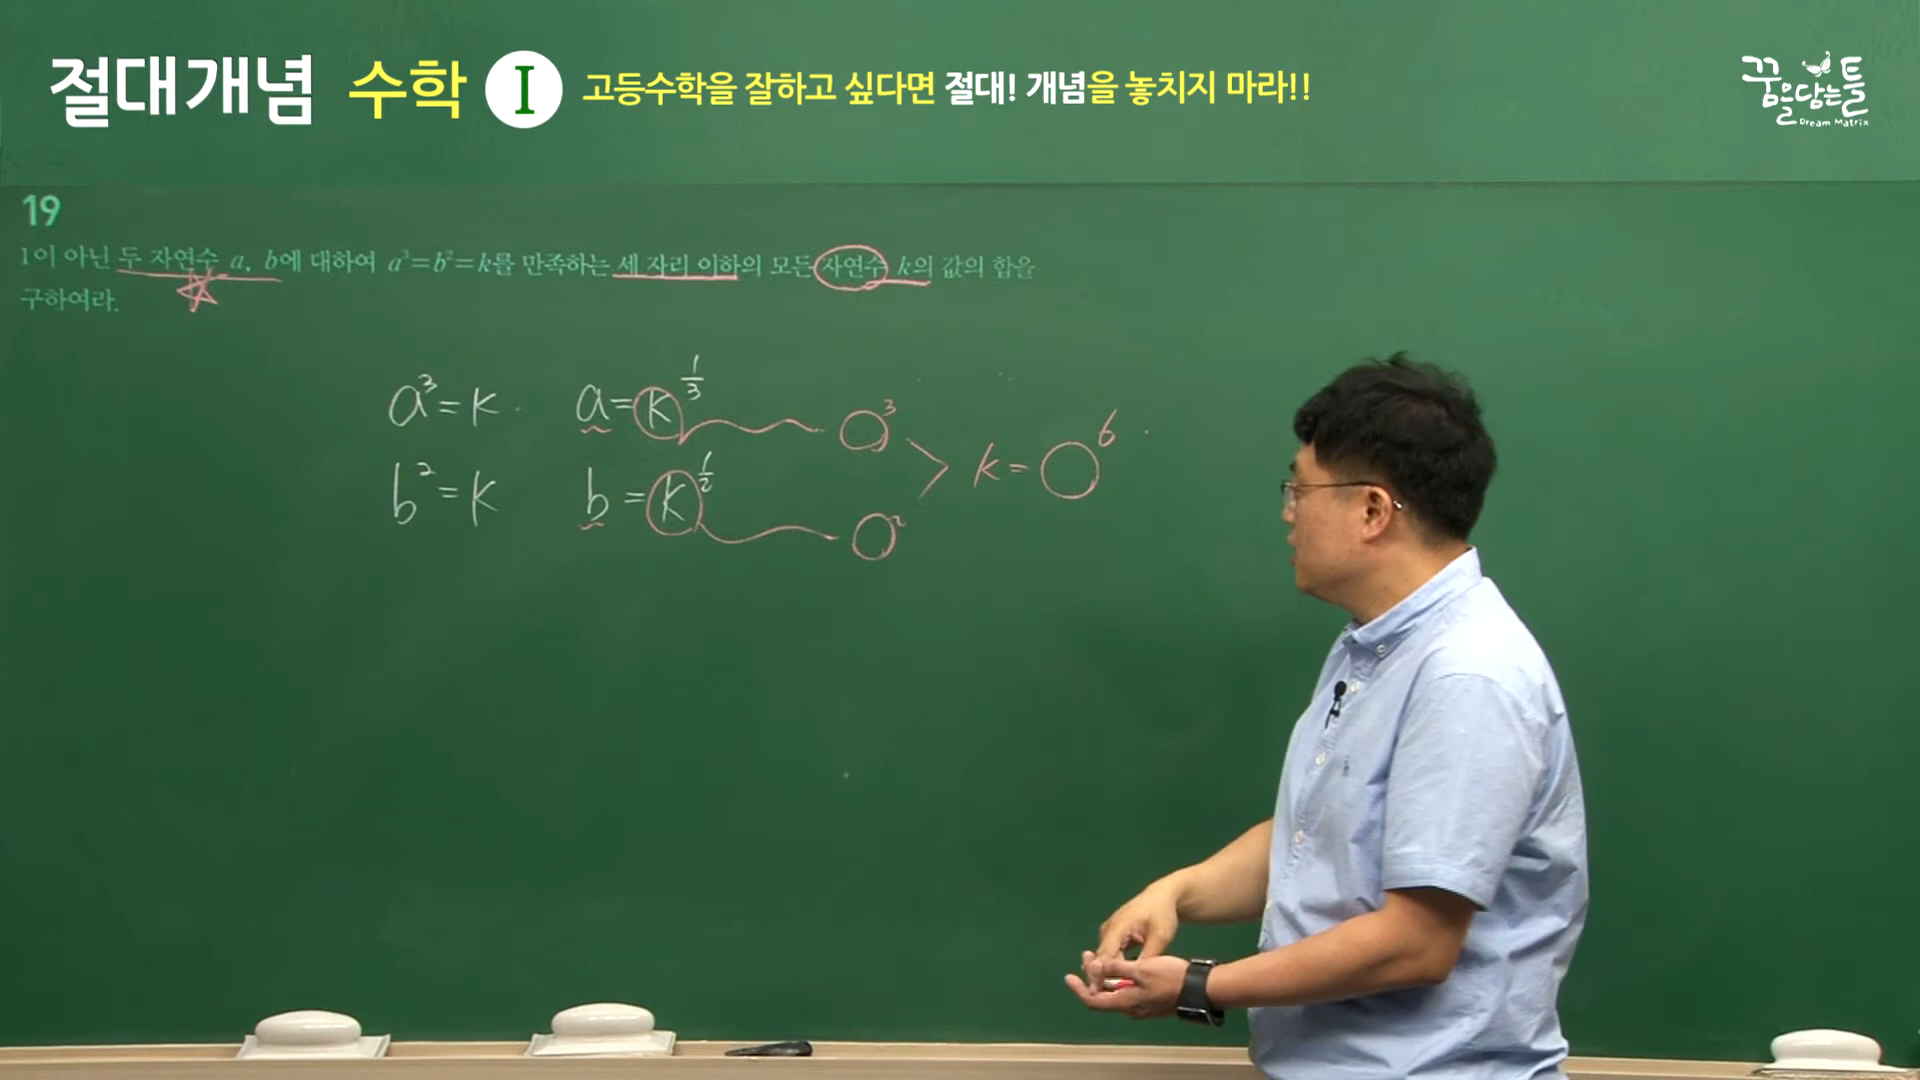 절대개념 수학 I 고등수학을 잘하고 싶다면 절대! 개념을 놓치지 마라!!
꿈을담는틀
Dream Matrix
19
1이 아닌 두 자연수 a, b에 대하여 a³=b²=k를 만족하는 세 자리 이하의 모든 자연수 k의 값의 합을
구하여라.
a³=k a=k^(1/3) ○³
k=○⁶
b²=k b=k^(1/2) ○²